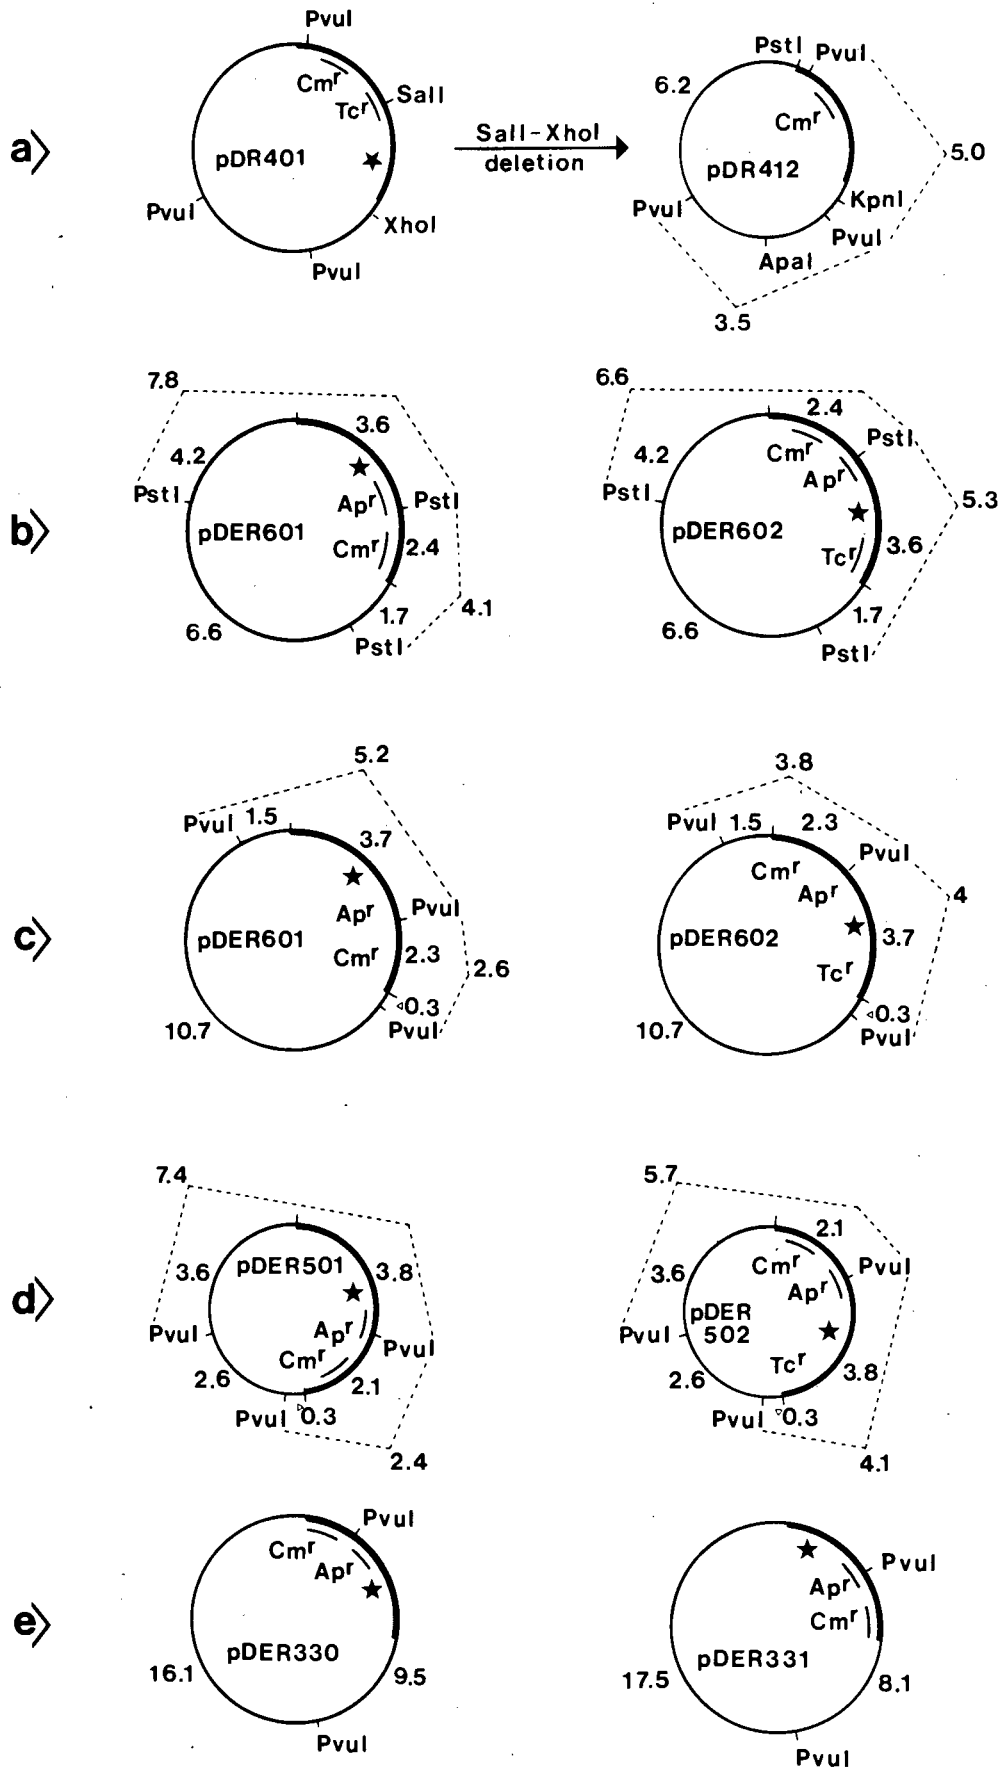 a)
PvuI
Cmr
SalI
Tcr
pDR401
PvuI
XhoI
PvuI
SalI-XhoI
deletion
PstI
PvuI
6.2
Cmr
5.0
pDR412
PvuI
KpnI
PvuI
ApaI
3.5
b)
7.8
3.6
4.2
PstI
Apr
PstI
pDER601
Cmr
2.4
1.7
4.1
6.6
PstI
6.6
2.4
Cmr
PstI
4.2
Apr
PstI
5.3
pDER602
Tcr
3.6
1.7
6.6
PstI
c)
5.2
PvuI
1.5
3.7
Apr
PvuI
pDER601
Cmr
2.3
2.6
0.3
PvuI
10.7
3.8
PvuI
1.5
2.3
Cmr
PvuI
Apr
4
pDER602
3.7
Tcr
0.3
PvuI
10.7
d)
7.4
pDER501
3.6
3.8
PvuI
Apr
PvuI
Cmr
2.6
2.1
PvuI
0.3
2.4
5.7
2.1
Cmr
PvuI
3.6
Apr
pDER
502
PvuI
Tcr
3.8
2.6
PvuI
0.3
4.1
e)
PvuI
Cmr
Apr
pDER330
16.1
9.5
PvuI
PvuI
Apr
Cmr
pDER331
17.5
8.1
PvuI